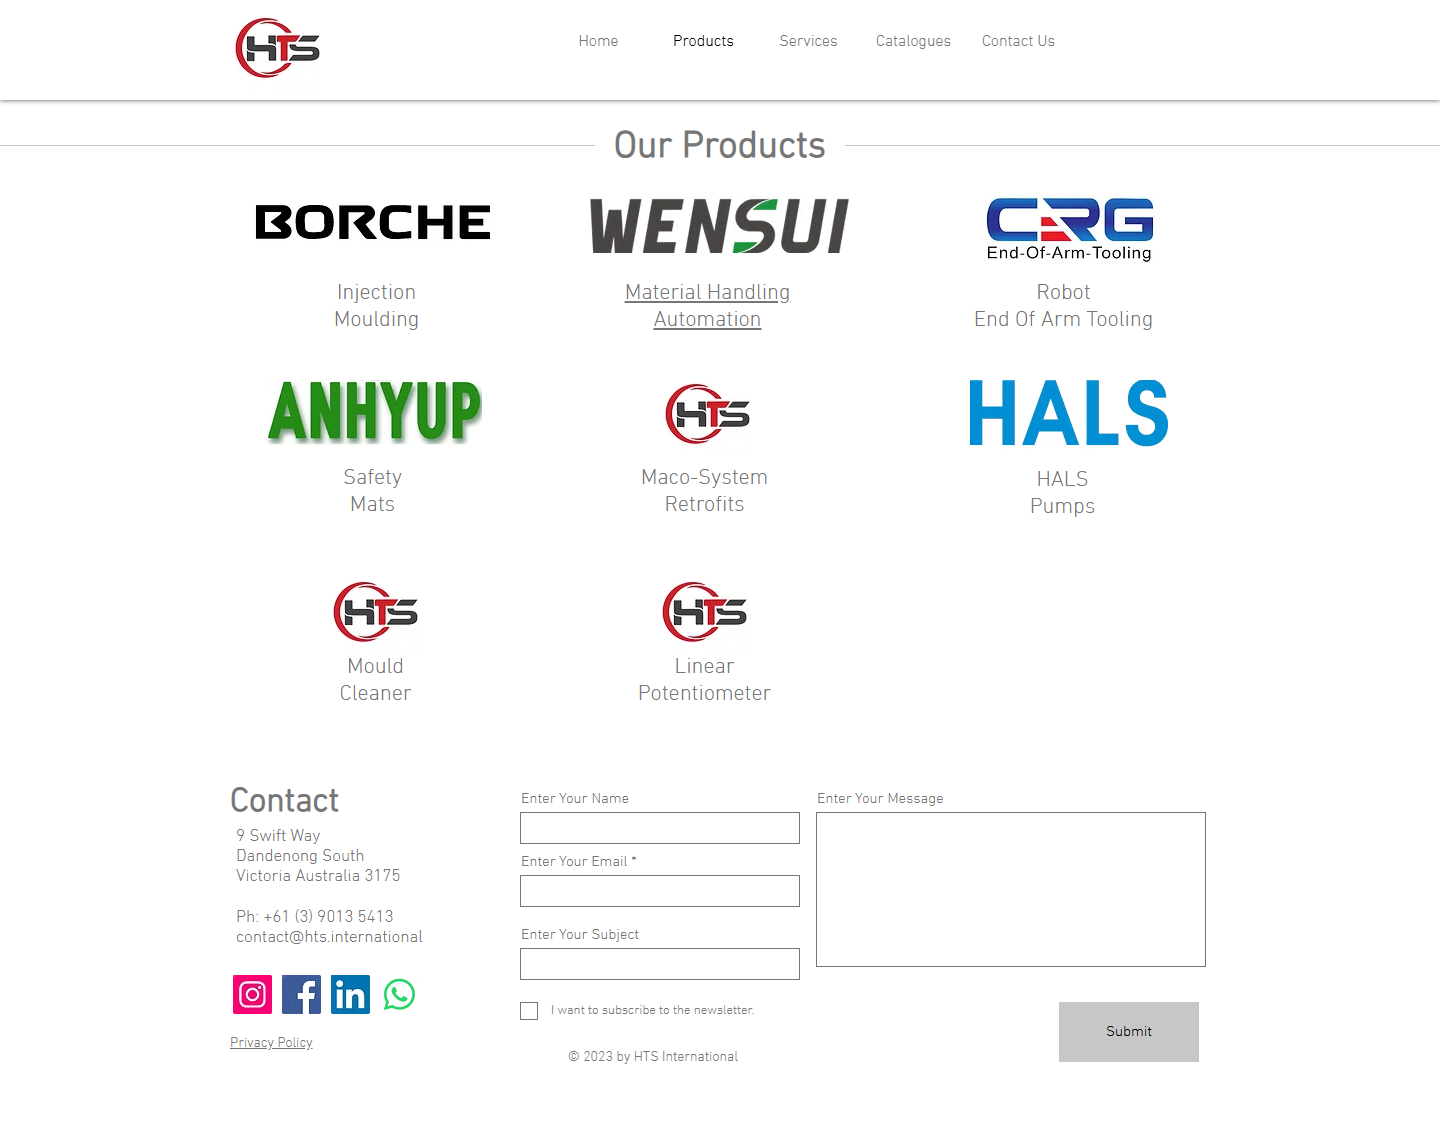 HTS
Home
Products
Services
Catalogues
Contact Us
Our Products
BORCHE
Injection
Moulding
WENSUI
Material Handling
Automation
CRG
End-Of-Arm-Tooling
Robot
End Of Arm Tooling
ANHYUP
Safety
Mats
HTS
Maco-System
Retrofits
HALS
HALS
Pumps
HTS
Mould
Cleaner
HTS
Linear
Potentiometer
Contact
9 Swift Way
Dandenong South
Victoria Australia 3175
Ph: +61 (3) 9013 5413
contact@hts.international
Privacy Policy
Enter Your Name
Enter Your Email *
Enter Your Subject
I want to subscribe to the newsletter.
Enter Your Message
Submit
© 2023 by HTS International